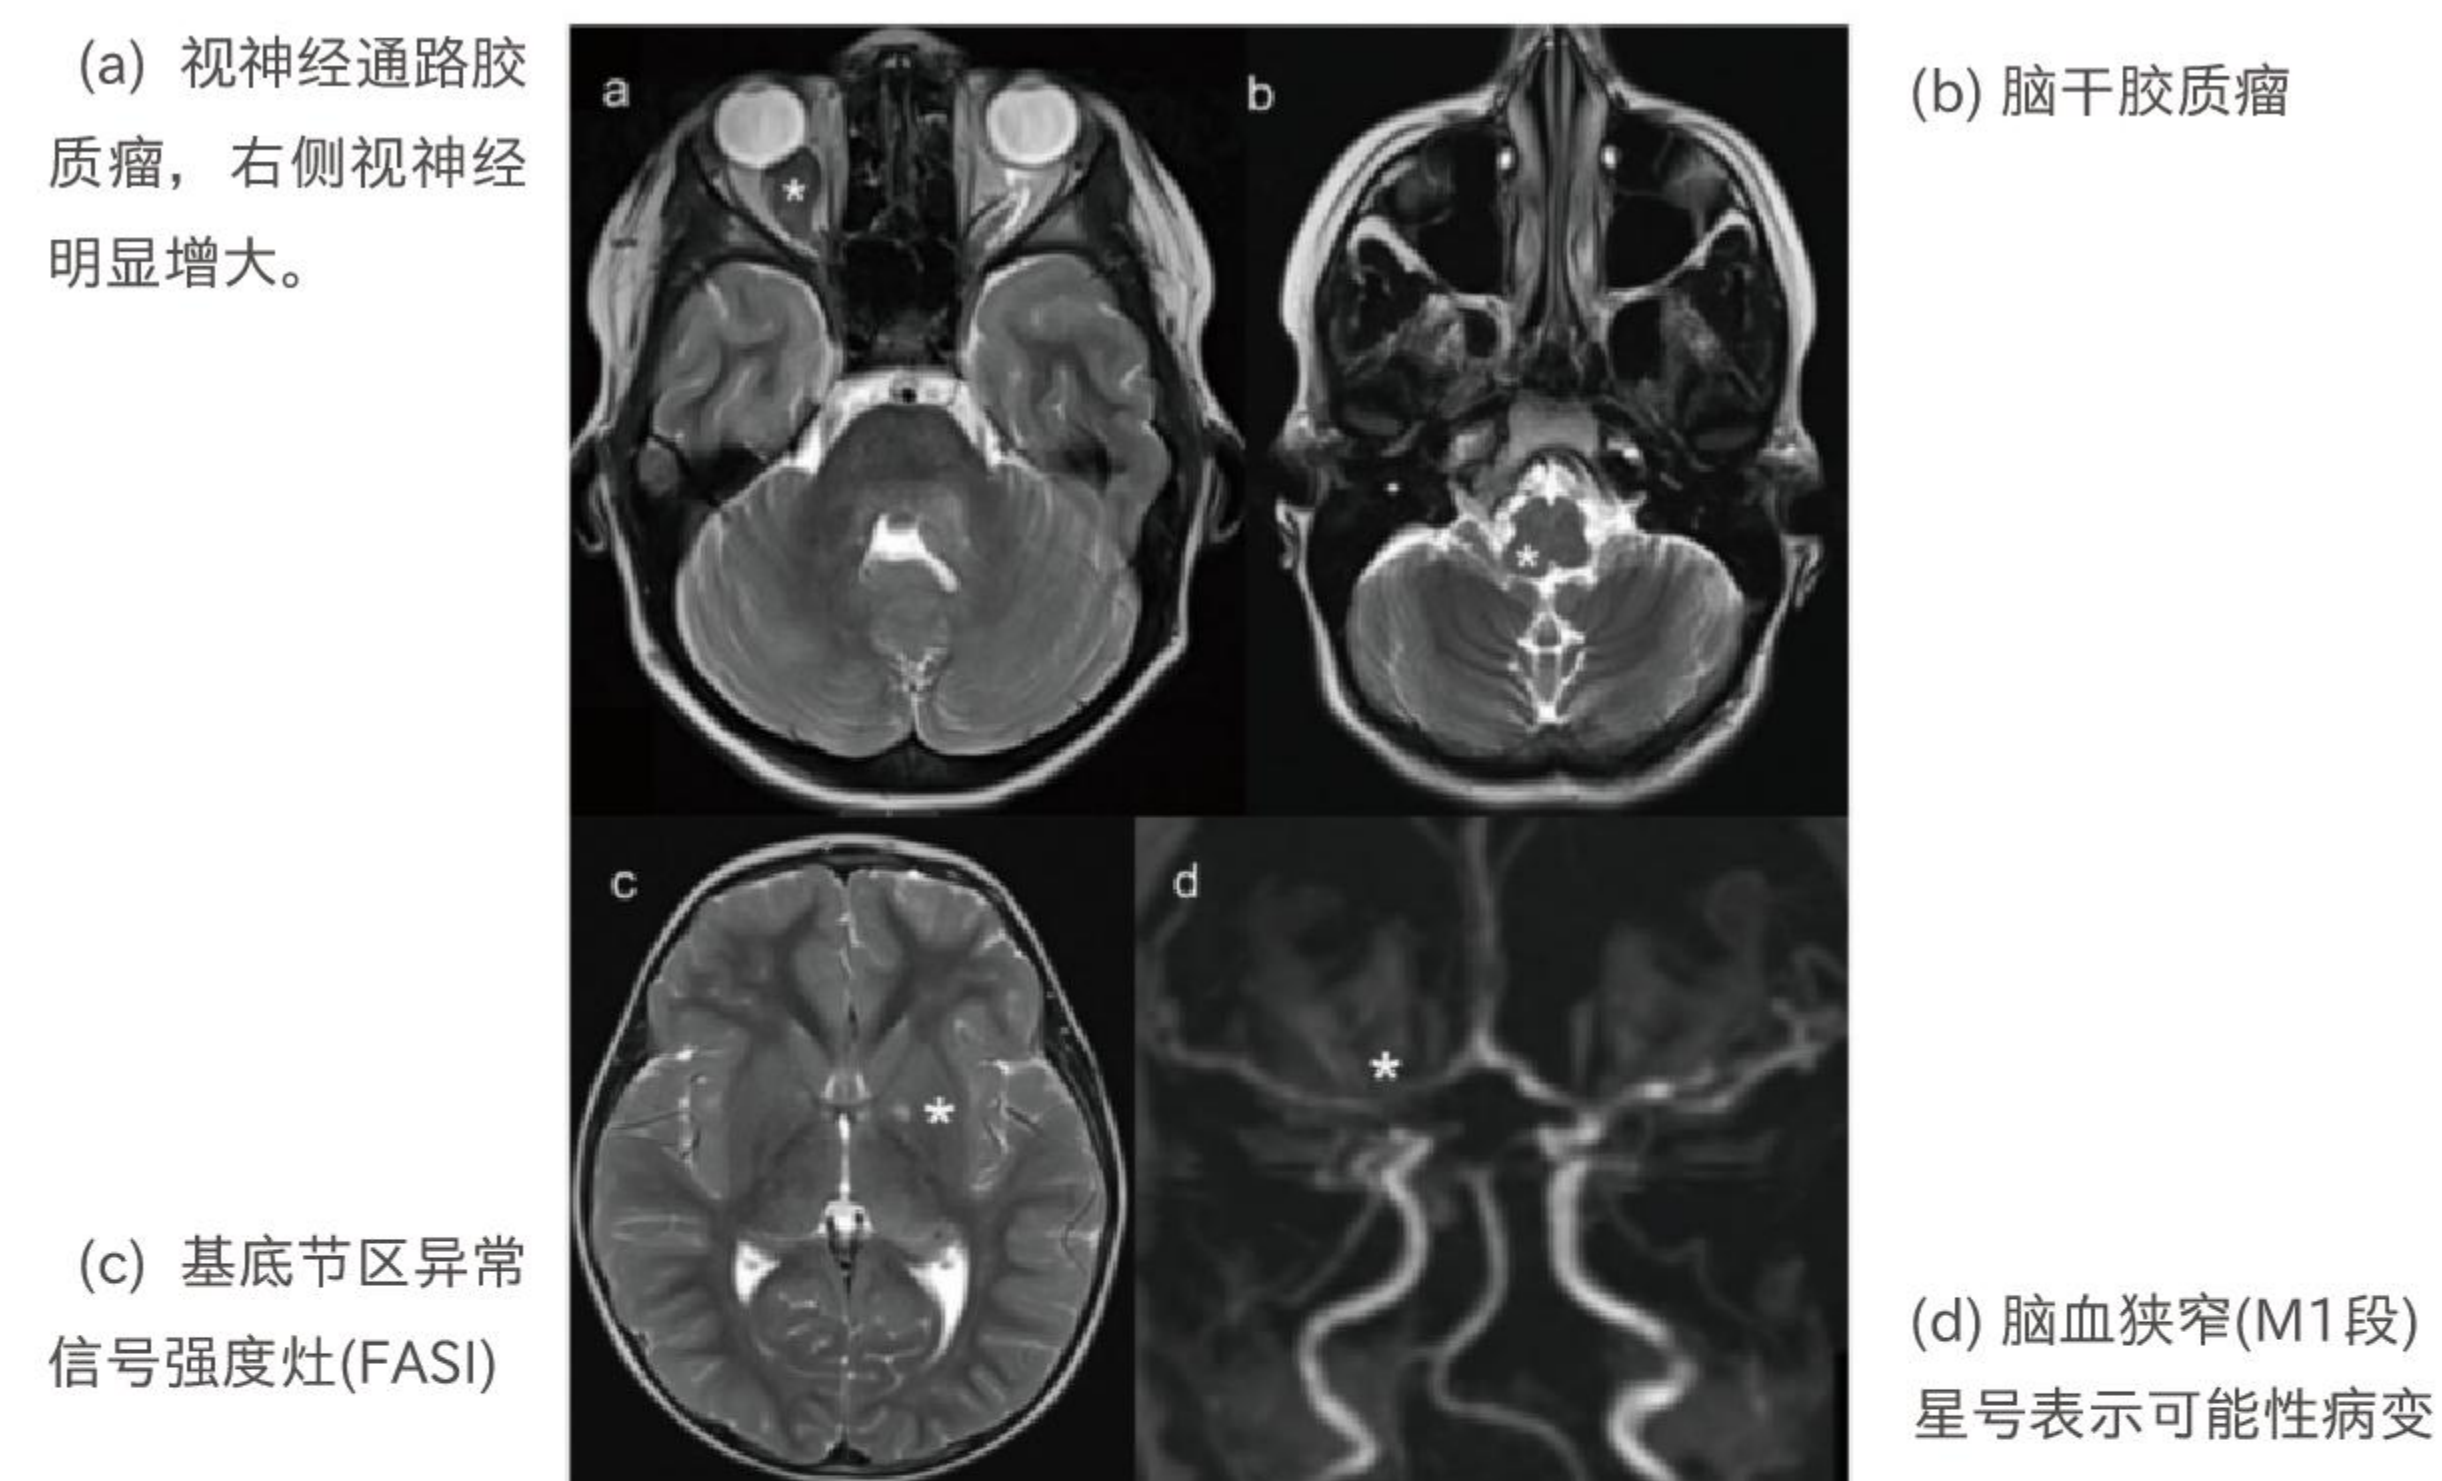 (a) 视神经通路胶
质瘤，右侧视神经
明显增大。
a
*
b
*
(b) 脑干胶质瘤
c
*
d
*
(c) 基底节区异常
信号强度灶(FASI)
(d) 脑血狭窄(M1段)
星号表示可能性病变